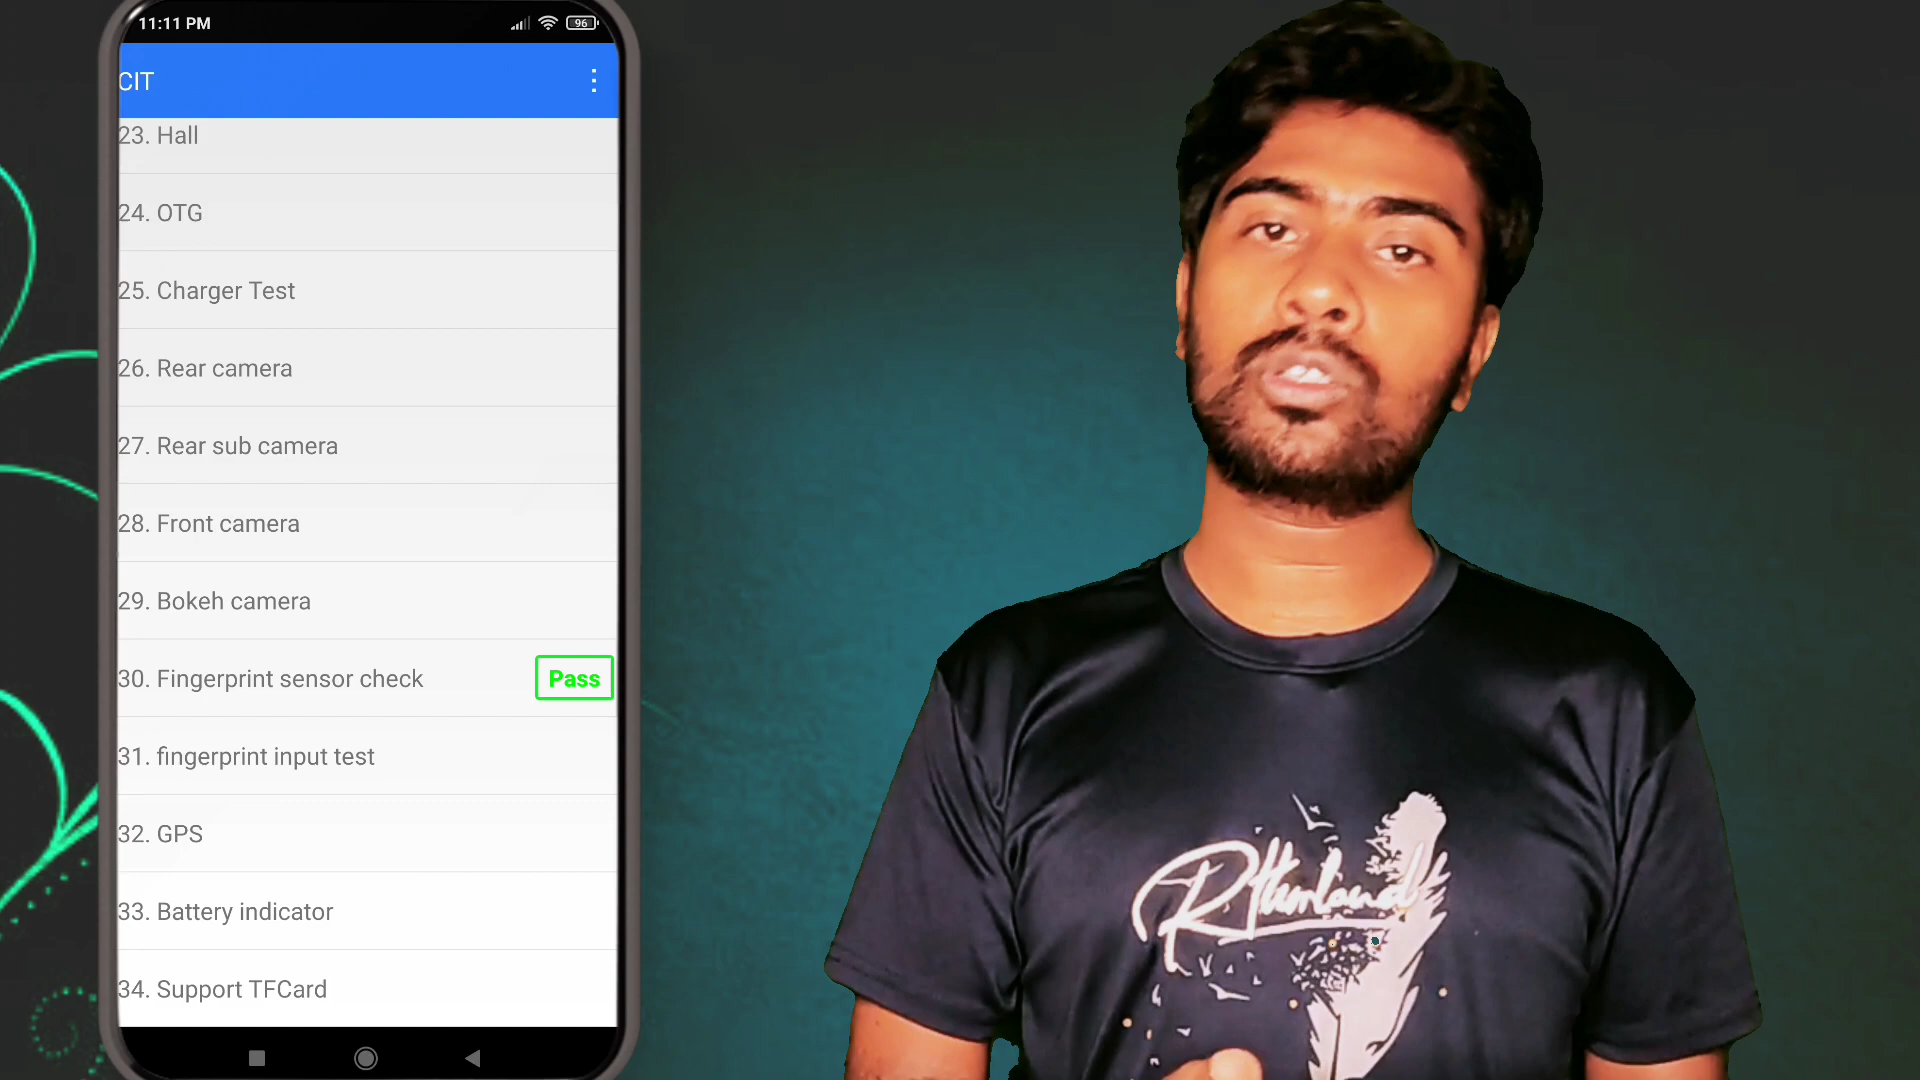 11:11 PM
96
CIT
23. Hall
24. OTG
25. Charger Test
26. Rear camera
27. Rear sub camera
28. Front camera
29. Bokeh camera
30. Fingerprint sensor check
Pass
31. fingerprint input test
32. GPS
33. Battery indicator
34. Support TFCard